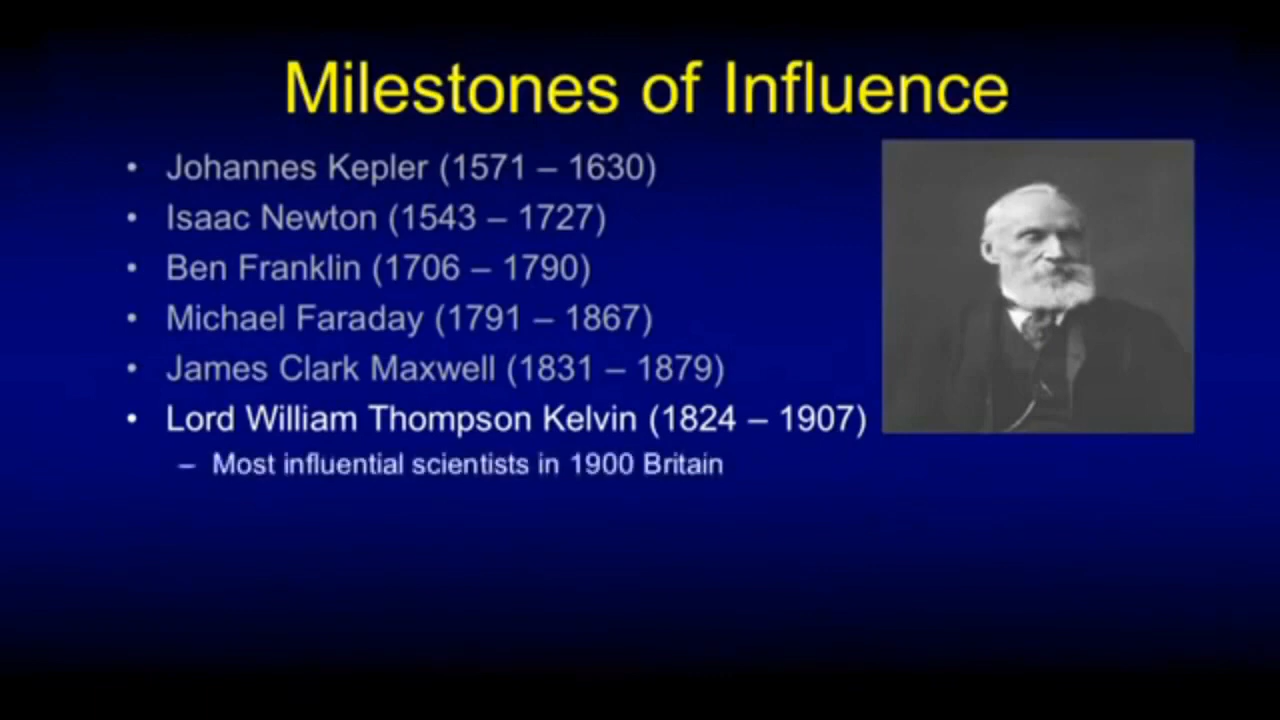 Milestones of Influence
• Johannes Kepler (1571 – 1630)
• Isaac Newton (1543 – 1727)
• Ben Franklin (1706 – 1790)
• Michael Faraday (1791 – 1867)
• James Clark Maxwell (1831 – 1879)
• Lord William Thompson Kelvin (1824 – 1907)
– Most influential scientists in 1900 Britain